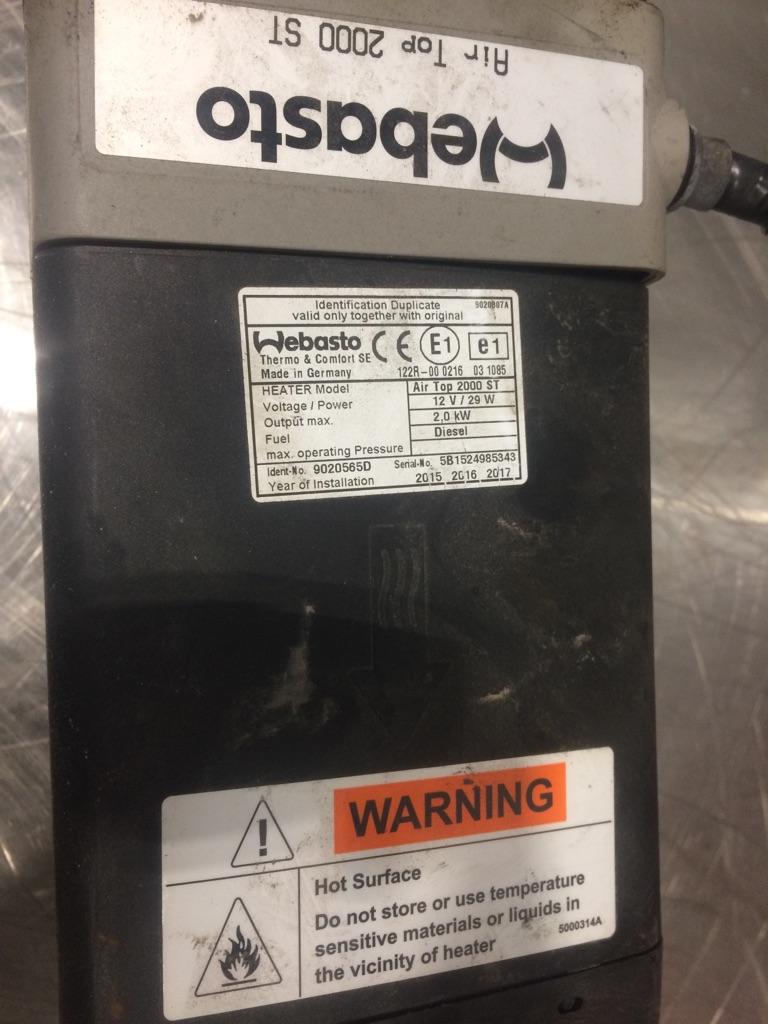 Air Top 2000 ST
Webasto
Identification Duplicate 9020807A
valid only together with original
Webasto CE E1 e1
Thermo & Comfort SE
Made in Germany 122R-00 0216 03 1085
HEATER Model Air Top 2000 ST
Voltage / Power 12 V / 29 W
Output max. 2,0 kW
Fuel Diesel
max. operating Pressure
Ident-No. 9020565D Serial-No. 5B1524985343
Year of Installation 2015 2016 2017
! WARNING
Hot Surface
Do not store or use temperature
sensitive materials or liquids in
the vicinity of heater 5000314A